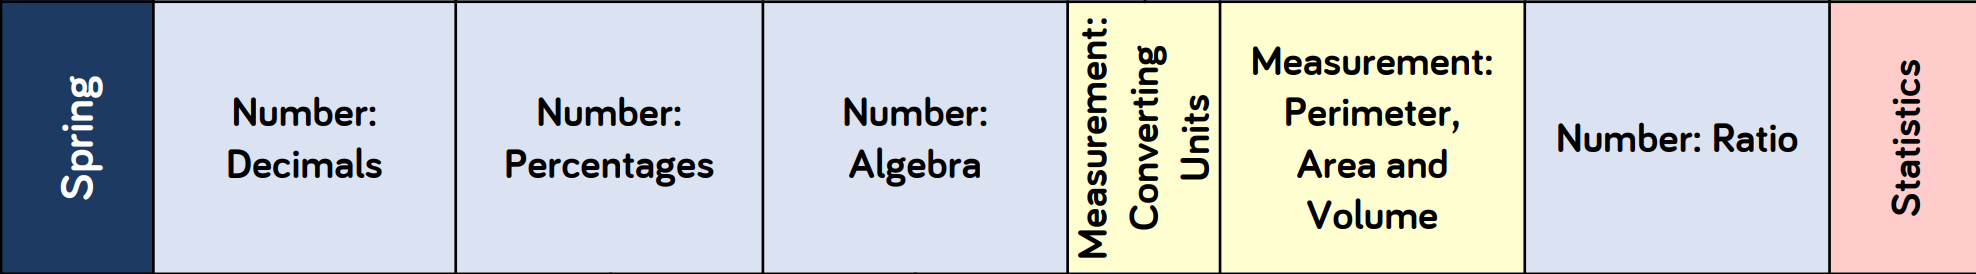 Spring
Number:
Decimals
Number:
Percentages
Number:
Algebra
Measurement:
Converting
Units
Measurement:
Perimeter,
Area and
Volume
Number: Ratio
Statistics